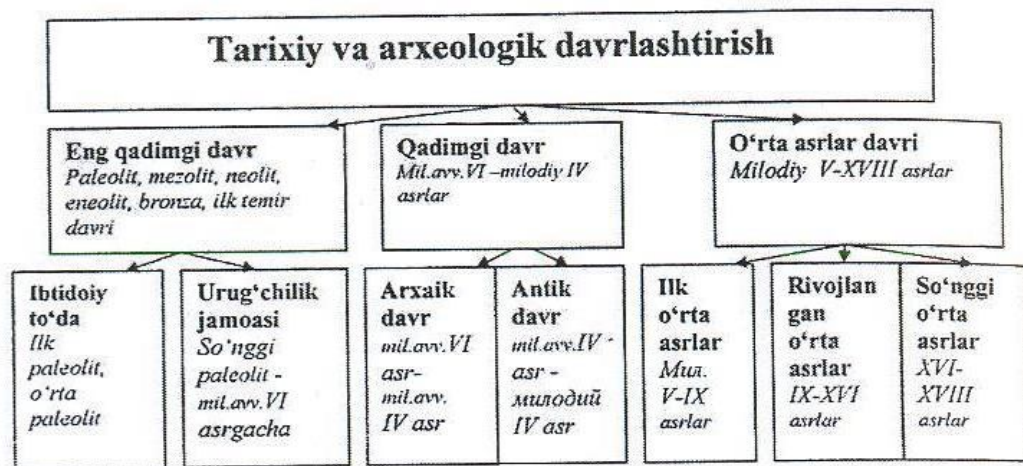 Tarixiy va arxeologik davrlashtirish
Eng qadimgi davr
Paleolit, mezolit, neolit,
eneolit, bronza, ilk temir
davri
Qadimgi davr
Mil.avv.VI –milodiy IV
asrlar
O‘rta asrlar davri
Milodiy V-XVIII asrlar
Ibtidoiy
to‘da
Ilk
paleolit,
o‘rta
paleolit
Urug‘chilik
jamoasi
So‘nggi
paleolit -
mil.avv.VI
asrgacha
Arxaik
davr
mil.avv.VI
asr-
mil.avv.
IV asr
Antik
davr
mil.avv.IV -
asr -
милодий
IV asr
Ilk
o‘rta
asrlar
Мил.
V-IX
asrlar
Rivojlan
gan
o‘rta
asrlar
IX-XVI
asrlar
So‘nggi
o‘rta
asrlar
XVI-
XVIII
asrlar